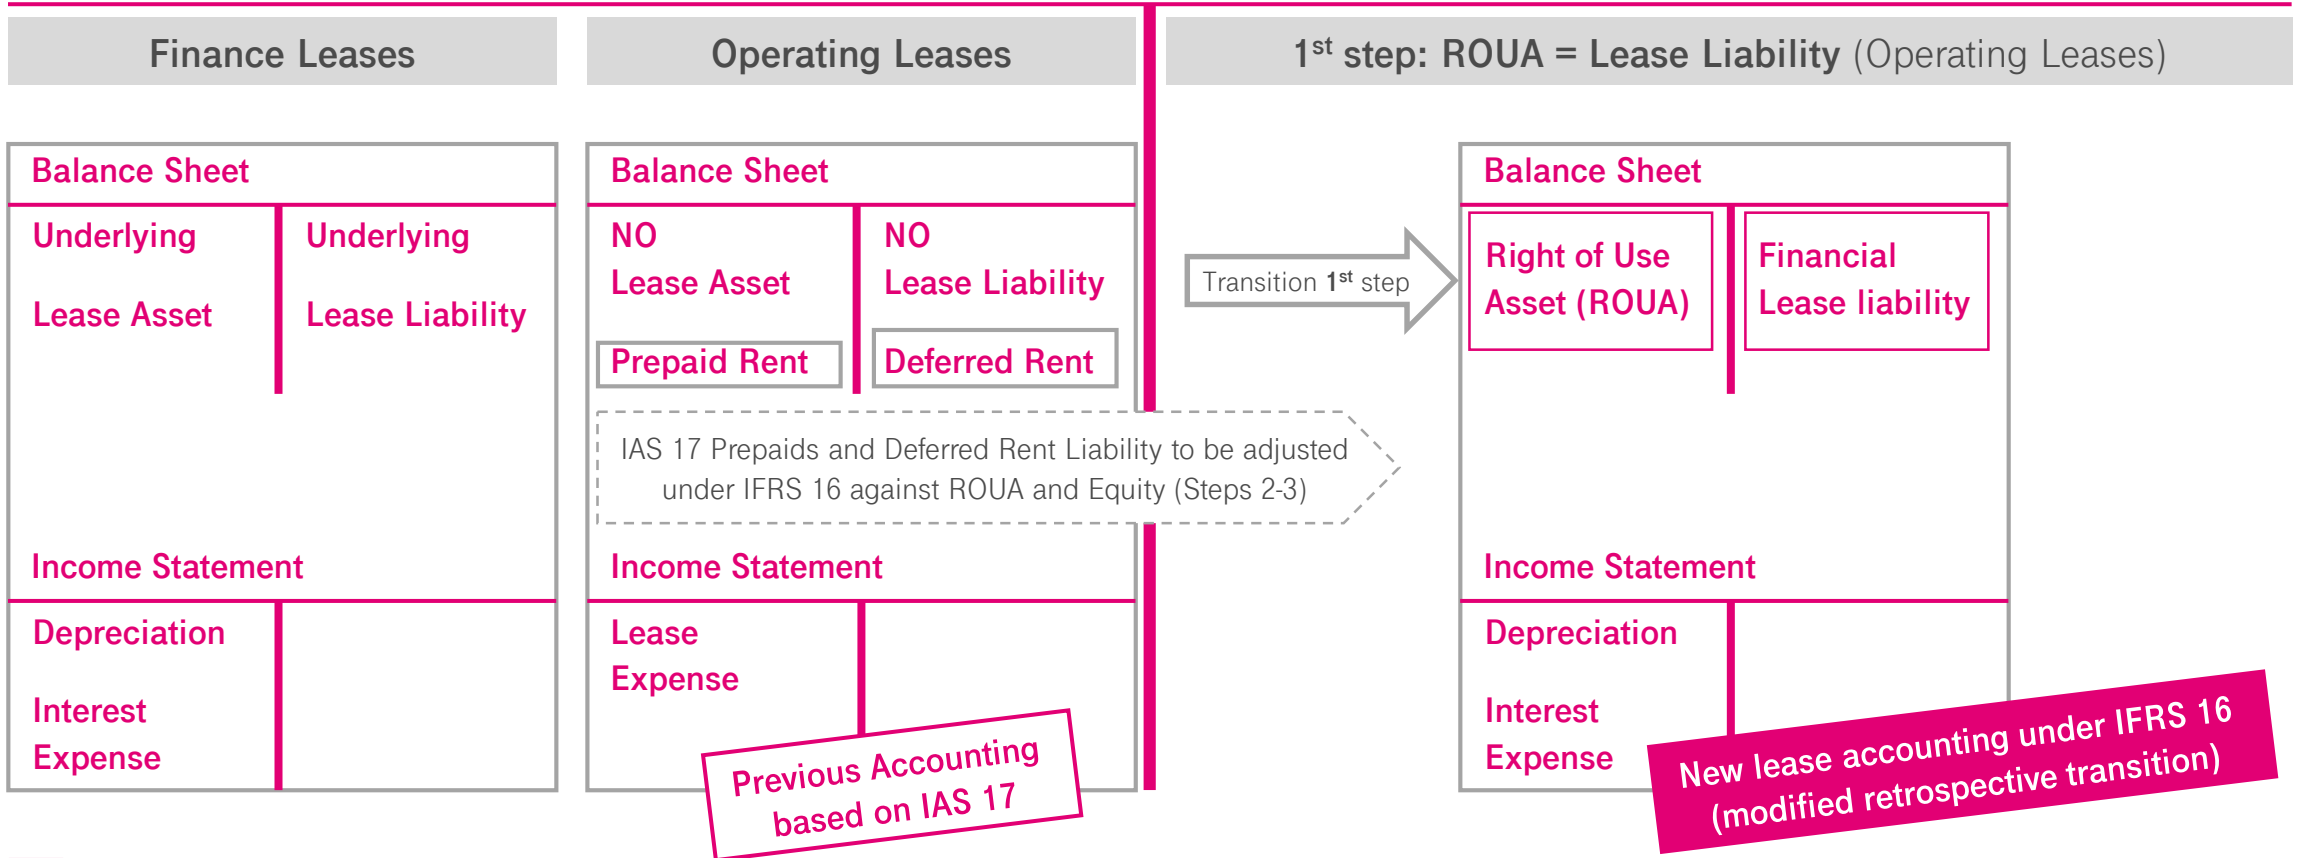 Finance Leases
Operating Leases
1st step: ROUA = Lease Liability (Operating Leases)
Balance Sheet
Underlying
Lease Asset
Underlying
Lease Liability
Income Statement
Depreciation
Interest
Expense
Balance Sheet
NO
Lease Asset
Prepaid Rent
NO
Lease Liability
Deferred Rent
IAS 17 Prepaids and Deferred Rent Liability to be adjusted
under IFRS 16 against ROUA and Equity (Steps 2-3)
Income Statement
Lease
Expense
Previous Accounting
based on IAS 17
Transition 1st step
Balance Sheet
Right of Use
Asset (ROUA)
Financial
Lease liability
Income Statement
Depreciation
Interest
Expense
New lease accounting under IFRS 16
(modified retrospective transition)